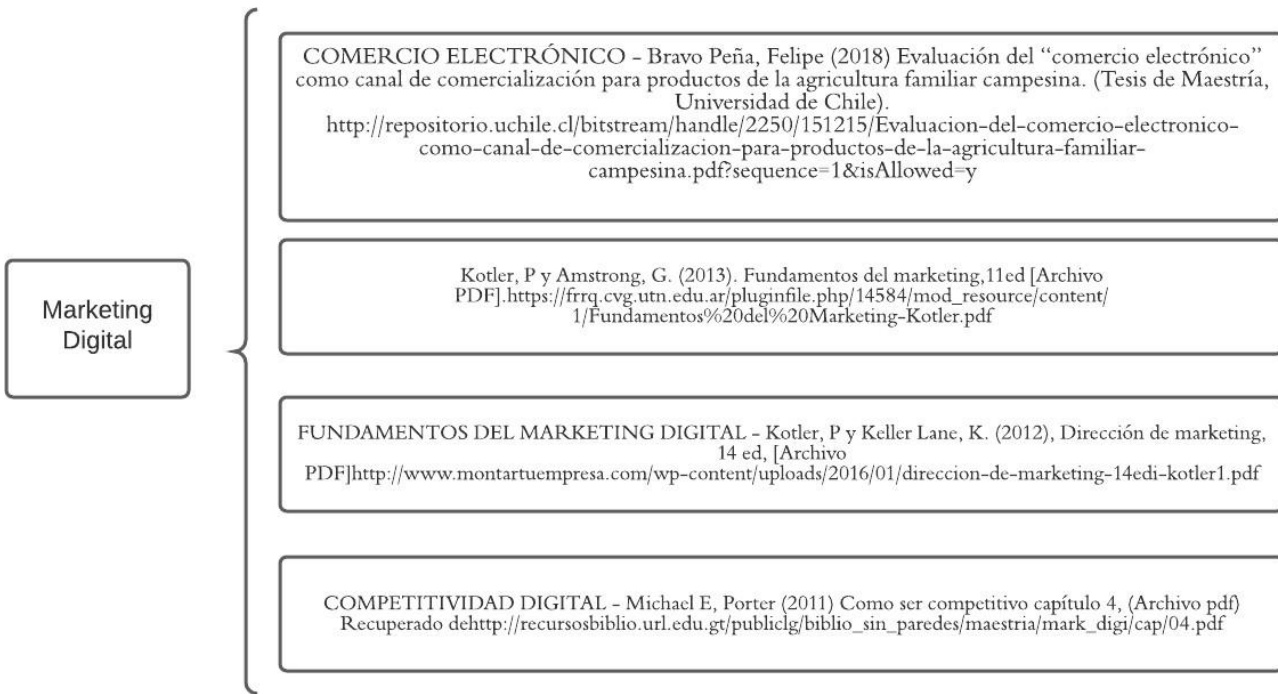 COMERCIO ELECTRÓNICO - Bravo Peña, Felipe (2018) Evaluación del “comercio electrónico”
como canal de comercialización para productos de la agricultura familiar campesina. (Tesis de Maestría,
Universidad de Chile).
http://repositorio.uchile.cl/bitstream/handle/2250/151215/Evaluacion-del-comercio-electronico-
como-canal-de-comercializacion-para-productos-de-la-agricultura-familiar-
campesina.pdf?sequence=1&isAllowed=y
Kotler, P y Amstrong, G. (2013). Fundamentos del marketing,11ed [Archivo
PDF].https://frrq.cvg.utn.edu.ar/pluginfile.php/14584/mod_resource/content/
1/Fundamentos%20del%20Marketing-Kotler.pdf
Marketing
Digital
FUNDAMENTOS DEL MARKETING DIGITAL - Kotler, P y Keller Lane, K. (2012), Dirección de marketing,
14 ed, [Archivo
PDF]http://www.montartuempresa.com/wp-content/uploads/2016/01/direccion-de-marketing-14edi-kotler1.pdf
COMPETITIVIDAD DIGITAL - Michael E, Porter (2011) Como ser competitivo capítulo 4, (Archivo pdf)
Recuperado dehttp://recursosbiblio.url.edu.gt/publiclg/biblio_sin_paredes/maestria/mark_digi/cap/04.pdf